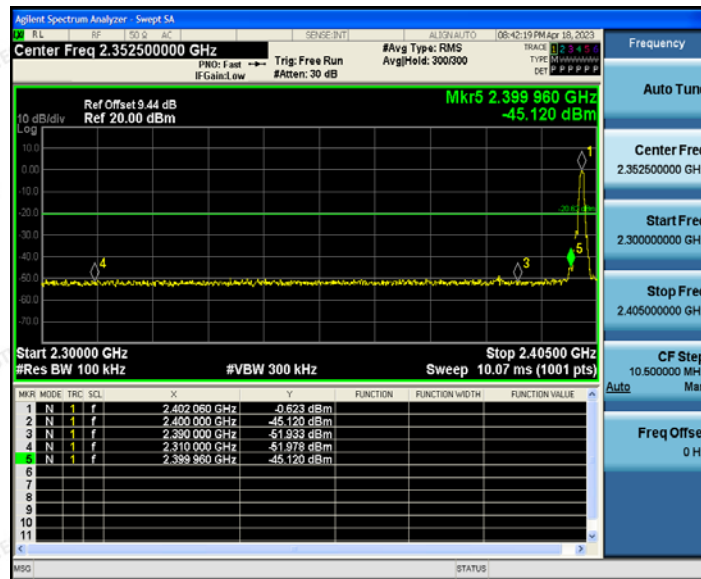 Agilent Spectrum Analyzer - Swept SA
RL RF 50 Ω AC SENSE:INT ALIGNAUTO 08:42:19 PM Apr 18, 2023
Center Freq 2.352500000 GHz #Avg Type: RMS TRACE 1 2 3 4 5 6
PNO: Fast Trig: Free Run Avg|Hold: 300/300 TYPE M
IFGain:Low #Atten: 30 dB DET P P P P P P
Mkr5 2.399 960 GHz
-45.120 dBm
Ref Offset 9.44 dB
10 dB/div Ref 20.00 dBm
Log
10.0
0.00
-10.0
-20.0
-30.0
-40.0
-50.0
-60.0
-70.0
1
5
4
3
Start 2.30000 GHz Stop 2.40500 GHz
#Res BW 100 kHz #VBW 300 kHz Sweep 10.07 ms (1001 pts)
MKR MODE TRC SCL X Y FUNCTION FUNCTION WIDTH FUNCTION VALUE
1 N 1 f 2.402 060 GHz -0.623 dBm
2 N 1 f 2.400 000 GHz -45.120 dBm
3 N 1 f 2.390 000 GHz -51.933 dBm
4 N 1 f 2.310 000 GHz -51.978 dBm
5 N 1 f 2.399 960 GHz -45.120 dBm
6
7
8
9
10
11
MSG STATUS
Frequency
Auto Tun
Center Fre
2.352500000 GH
Start Fre
2.300000000 GH
Stop Fre
2.405000000 GH
CF Step
10.500000 MH
Auto Ma
Freq Offse
0 H